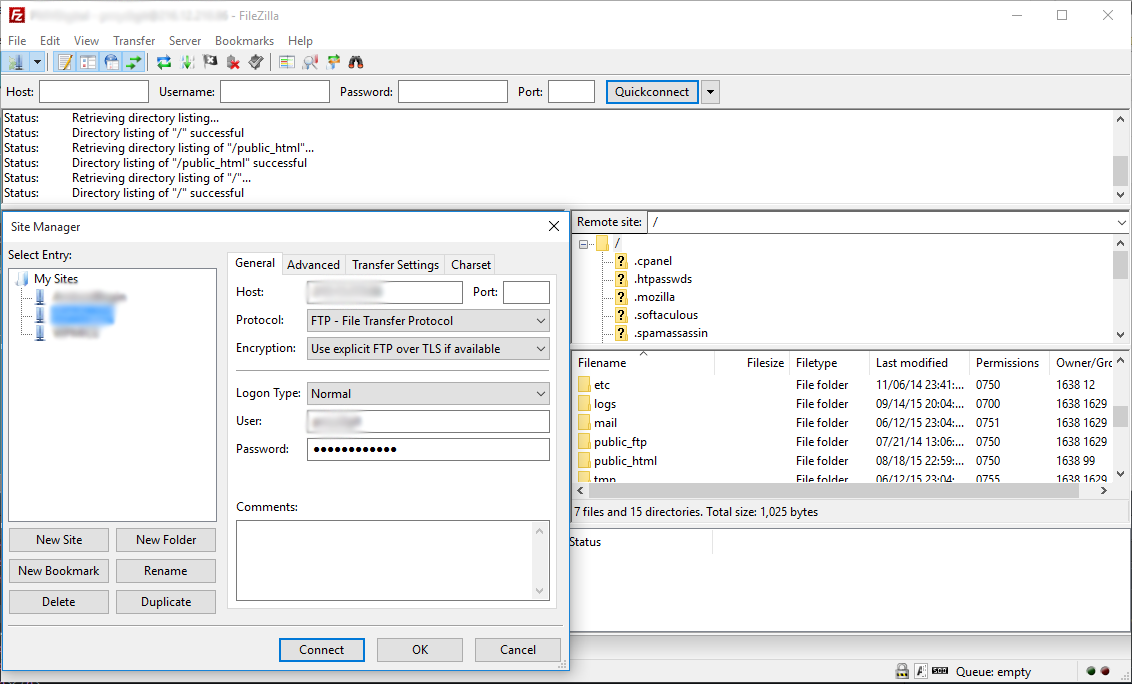 - FileZilla
File Edit View Transfer Server Bookmarks Help
Host: Username: Password: Port: Quickconnect
Status: Retrieving directory listing...
Status: Directory listing of "/" successful
Status: Retrieving directory listing of "/public_html"...
Status: Directory listing of "/public_html" successful
Status: Retrieving directory listing of "/"...
Status: Directory listing of "/" successful
Site Manager
Select Entry:
My Sites
New Site New Folder
New Bookmark Rename
Delete Duplicate
General Advanced Transfer Settings Charset
Host: Port:
Protocol: FTP - File Transfer Protocol
Encryption: Use explicit FTP over TLS if available
Logon Type: Normal
User:
Password: ●●●●●●●●●●●●
Comments:
Connect OK Cancel
Remote site: /
/
? .cpanel
? .htpasswds
? .mozilla
? .softaculous
? .spamassassin
Filename Filesize Filetype Last modified Permissions Owner/Grc
etc File folder 11/06/14 23:41:... 0750 1638 12
logs File folder 09/14/15 20:04:... 0700 1638 1629
mail File folder 06/12/15 23:04:... 0751 1638 1629
public_ftp File folder 07/21/14 13:06:... 0750 1638 1629
public_html File folder 08/18/15 22:59:... 0750 1638 99
tmp File folder 06/12/15 23:04:... 0755 1638 1629
7 files and 15 directories. Total size: 1,025 bytes
Status
Queue: empty